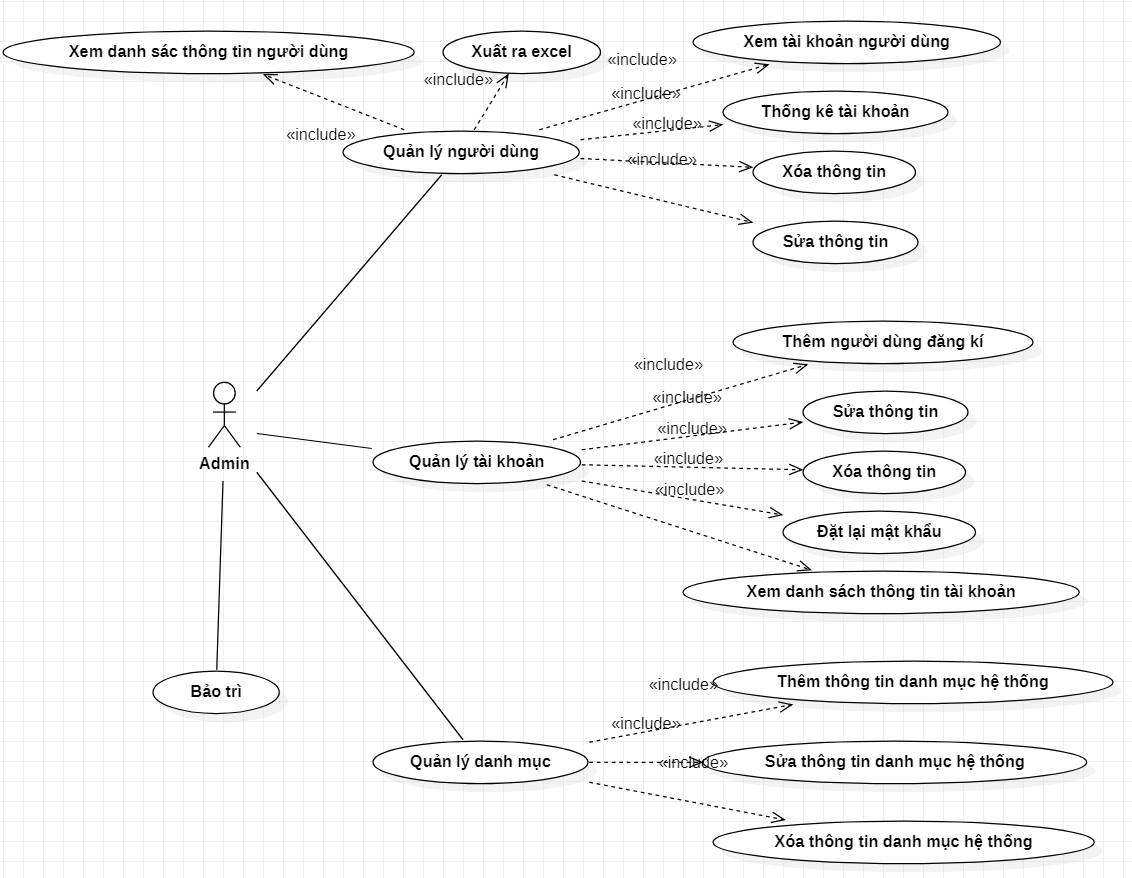 Xem danh sác thông tin người dùng
Xuất ra excel
Xem tài khoản người dùng
«include»
«include»
«include»
Thống kê tài khoản
«include»
«include»
Quản lý người dùng
«include»
Xóa thông tin
Sửa thông tin
Thêm người dùng đăng kí
«include»
«include»
Sửa thông tin
«include»
Admin
Quản lý tài khoản
«include»
Xóa thông tin
«include»
Đặt lại mật khẩu
Xem danh sách thông tin tài khoản
Bảo trì
«include»
Thêm thông tin danh mục hệ thống
«include»
Quản lý danh mục
«include»
Sửa thông tin danh mục hệ thống
Xóa thông tin danh mục hệ thống